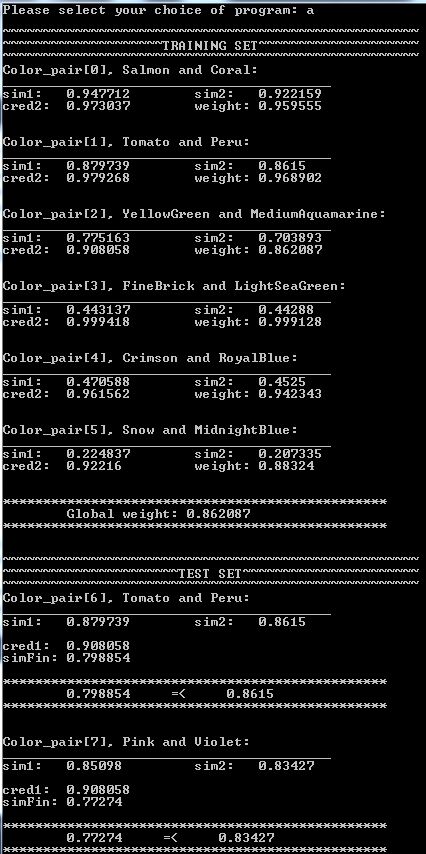 Please select your choice of program: a
~~~~~~~~~~~~~~~~~~~~~~~~~~~~~~~~~~~~~~~~~~~~~~~~~~~~
~~~~~~~~~~~~~~~~~~~~TRAINING SET~~~~~~~~~~~~~~~~~~~~
~~~~~~~~~~~~~~~~~~~~~~~~~~~~~~~~~~~~~~~~~~~~~~~~~~~~
Color_pair[0], Salmon and Coral:
sim1: 0.947712 sim2: 0.922159
cred2: 0.973037 weight: 0.959555
Color_pair[1], Tomato and Peru:
sim1: 0.879739 sim2: 0.8615
cred2: 0.979268 weight: 0.968902
Color_pair[2], YellowGreen and MediumAquamarine:
sim1: 0.775163 sim2: 0.703893
cred2: 0.908058 weight: 0.862087
Color_pair[3], FineBrick and LightSeaGreen:
sim1: 0.443137 sim2: 0.44288
cred2: 0.999418 weight: 0.999128
Color_pair[4], Crimson and RoyalBlue:
sim1: 0.470588 sim2: 0.4525
cred2: 0.961562 weight: 0.942343
Color_pair[5], Snow and MidnightBlue:
sim1: 0.224837 sim2: 0.207335
cred2: 0.92216 weight: 0.88324
************************************************
Global weight: 0.862087
************************************************
~~~~~~~~~~~~~~~~~~~~~~~~~~~~~~~~~~~~~~~~~~~~~~~~~~~~
~~~~~~~~~~~~~~~~~~~~~~TEST SET~~~~~~~~~~~~~~~~~~~~~~
~~~~~~~~~~~~~~~~~~~~~~~~~~~~~~~~~~~~~~~~~~~~~~~~~~~~
Color_pair[6], Tomato and Peru:
sim1: 0.879739 sim2: 0.8615
cred1: 0.908058
simFin: 0.798854
************************************************
0.798854 =< 0.8615
************************************************
Color_pair[7], Pink and Violet:
sim1: 0.85098 sim2: 0.83427
cred1: 0.908058
simFin: 0.77274
************************************************
0.77274 =< 0.83427
************************************************